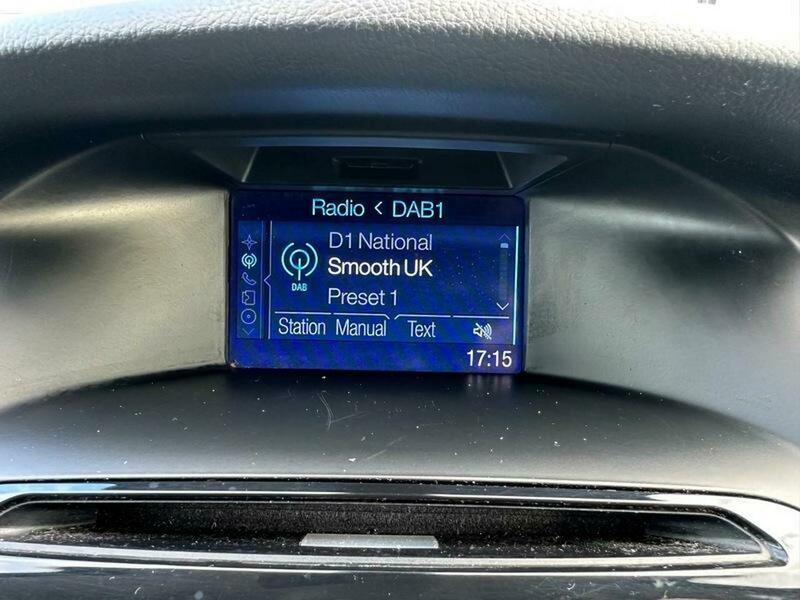 Radio < DAB1
D1 National
Smooth UK
DAB
Preset 1
Station Manual Text
17:15